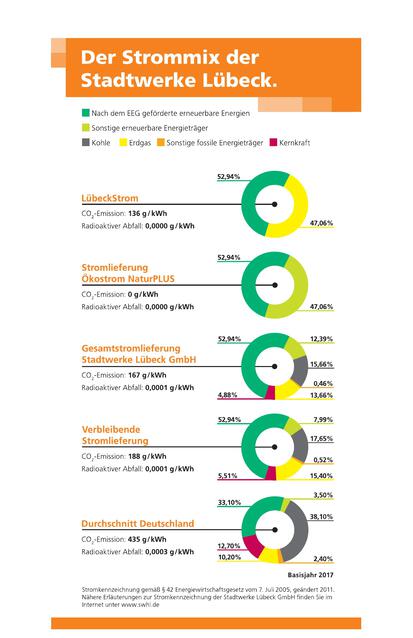 Der Strommix der
Stadtwerke Lübeck.
Nach dem EEG geförderte erneuerbare Energien
Sonstige erneuerbare Energieträger
Kohle Erdgas Sonstige fossile Energieträger Kernkraft
52,94%
LübeckStrom
CO₂-Emission: 136 g/kWh
Radioaktiver Abfall: 0,0000 g/kWh
47,06%
52,94%
Stromlieferung
Ökostrom NaturPLUS
CO₂-Emission: 0 g/kWh
Radioaktiver Abfall: 0,0000 g/kWh
47,06%
52,94%
12,39%
Gesamtstromlieferung
Stadtwerke Lübeck GmbH
15,66%
CO₂-Emission: 167 g/kWh
0,46%
Radioaktiver Abfall: 0,0001 g/kWh
4,88%
13,66%
52,94%
7,99%
Verbleibende
Stromlieferung
17,65%
CO₂-Emission: 188 g/kWh
0,52%
Radioaktiver Abfall: 0,0001 g/kWh
5,51%
15,40%
33,10%
3,50%
Durchschnitt Deutschland
38,10%
CO₂-Emission: 435 g/kWh
12,70%
Radioaktiver Abfall: 0,0003 g/kWh
10,20%
2,40%
Basisjahr 2017
Stromkennzeichnung gemäß § 42 Energiewirtschaftsgesetz vom 7. Juli 2005, geändert 2011.
Nähere Erläuterungen zur Stromkennzeichnung der Stadtwerke Lübeck GmbH finden Sie im
Internet unter www.swhl.de